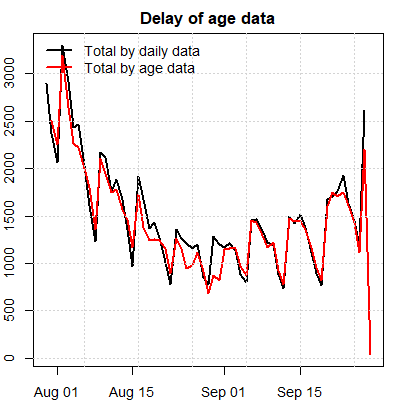 Delay of age data
Total by daily data
Total by age data
3000
2500
2000
1500
1000
500
0
Aug 01 Aug 15 Sep 01 Sep 15